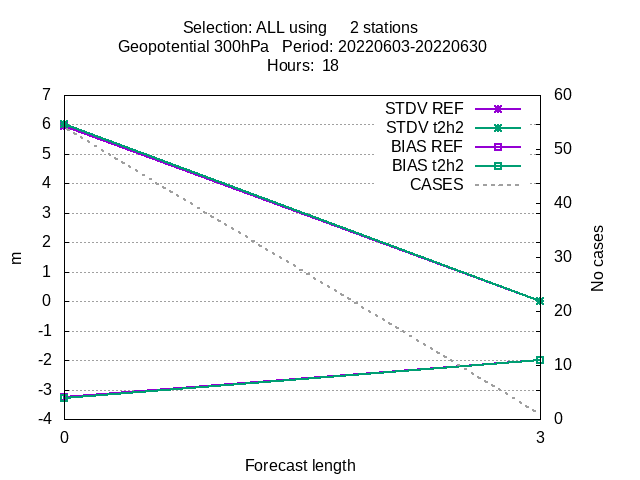 Selection: ALL using     2 stations
Geopotential 300hPa   Period: 20220603-20220630
Hours:  18
7
6
5
4
3
2
1
0
-1
-2
-3
-4
m
STDV REF
STDV t2h2
BIAS REF
BIAS t2h2
CASES
60
50
40
30
20
10
0
No cases
0
3
Forecast length